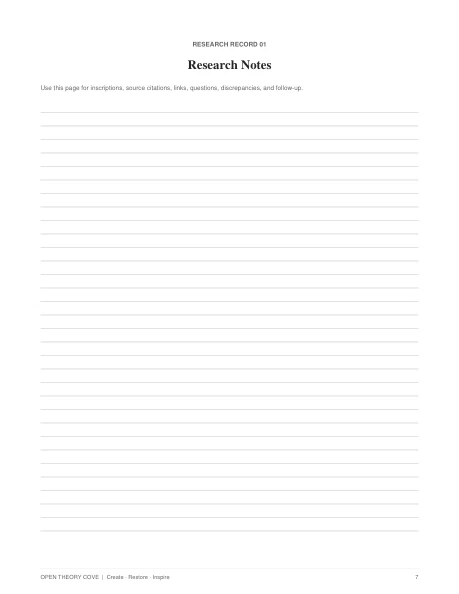 RESEARCH RECORD 01
Research Notes
Use this page for inscriptions, source citations, links, questions, discrepancies, and follow-up.
OPEN THEORY COVE | Create · Restore · Inspire
7